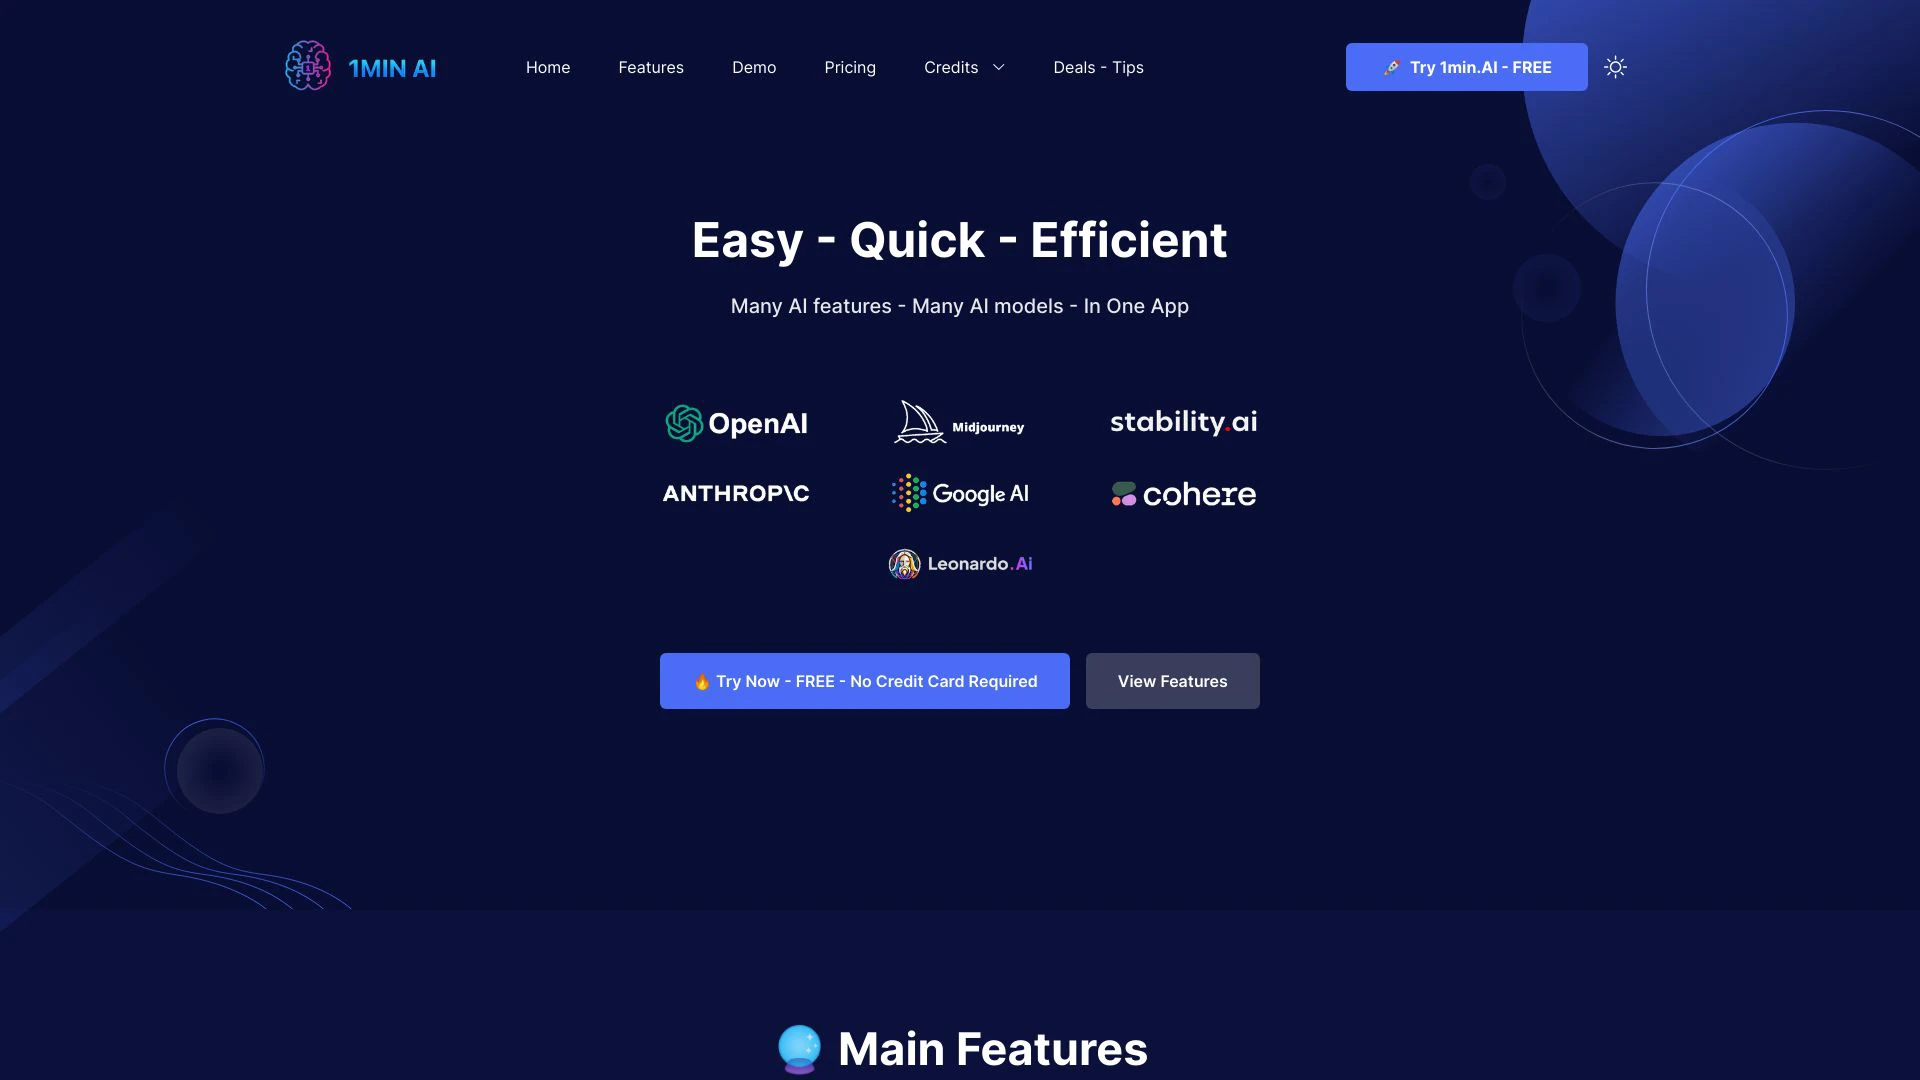 1MIN AI
Home Features Demo Pricing Credits Deals - Tips
🚀 Try 1min.AI - FREE
Easy - Quick - Efficient
Many AI features - Many AI models - In One App
OpenAI Midjourney stability.ai
ANTHROP\C Google AI cohere
Leonardo.Ai
🔥 Try Now - FREE - No Credit Card Required
View Features
🔮 Main Features